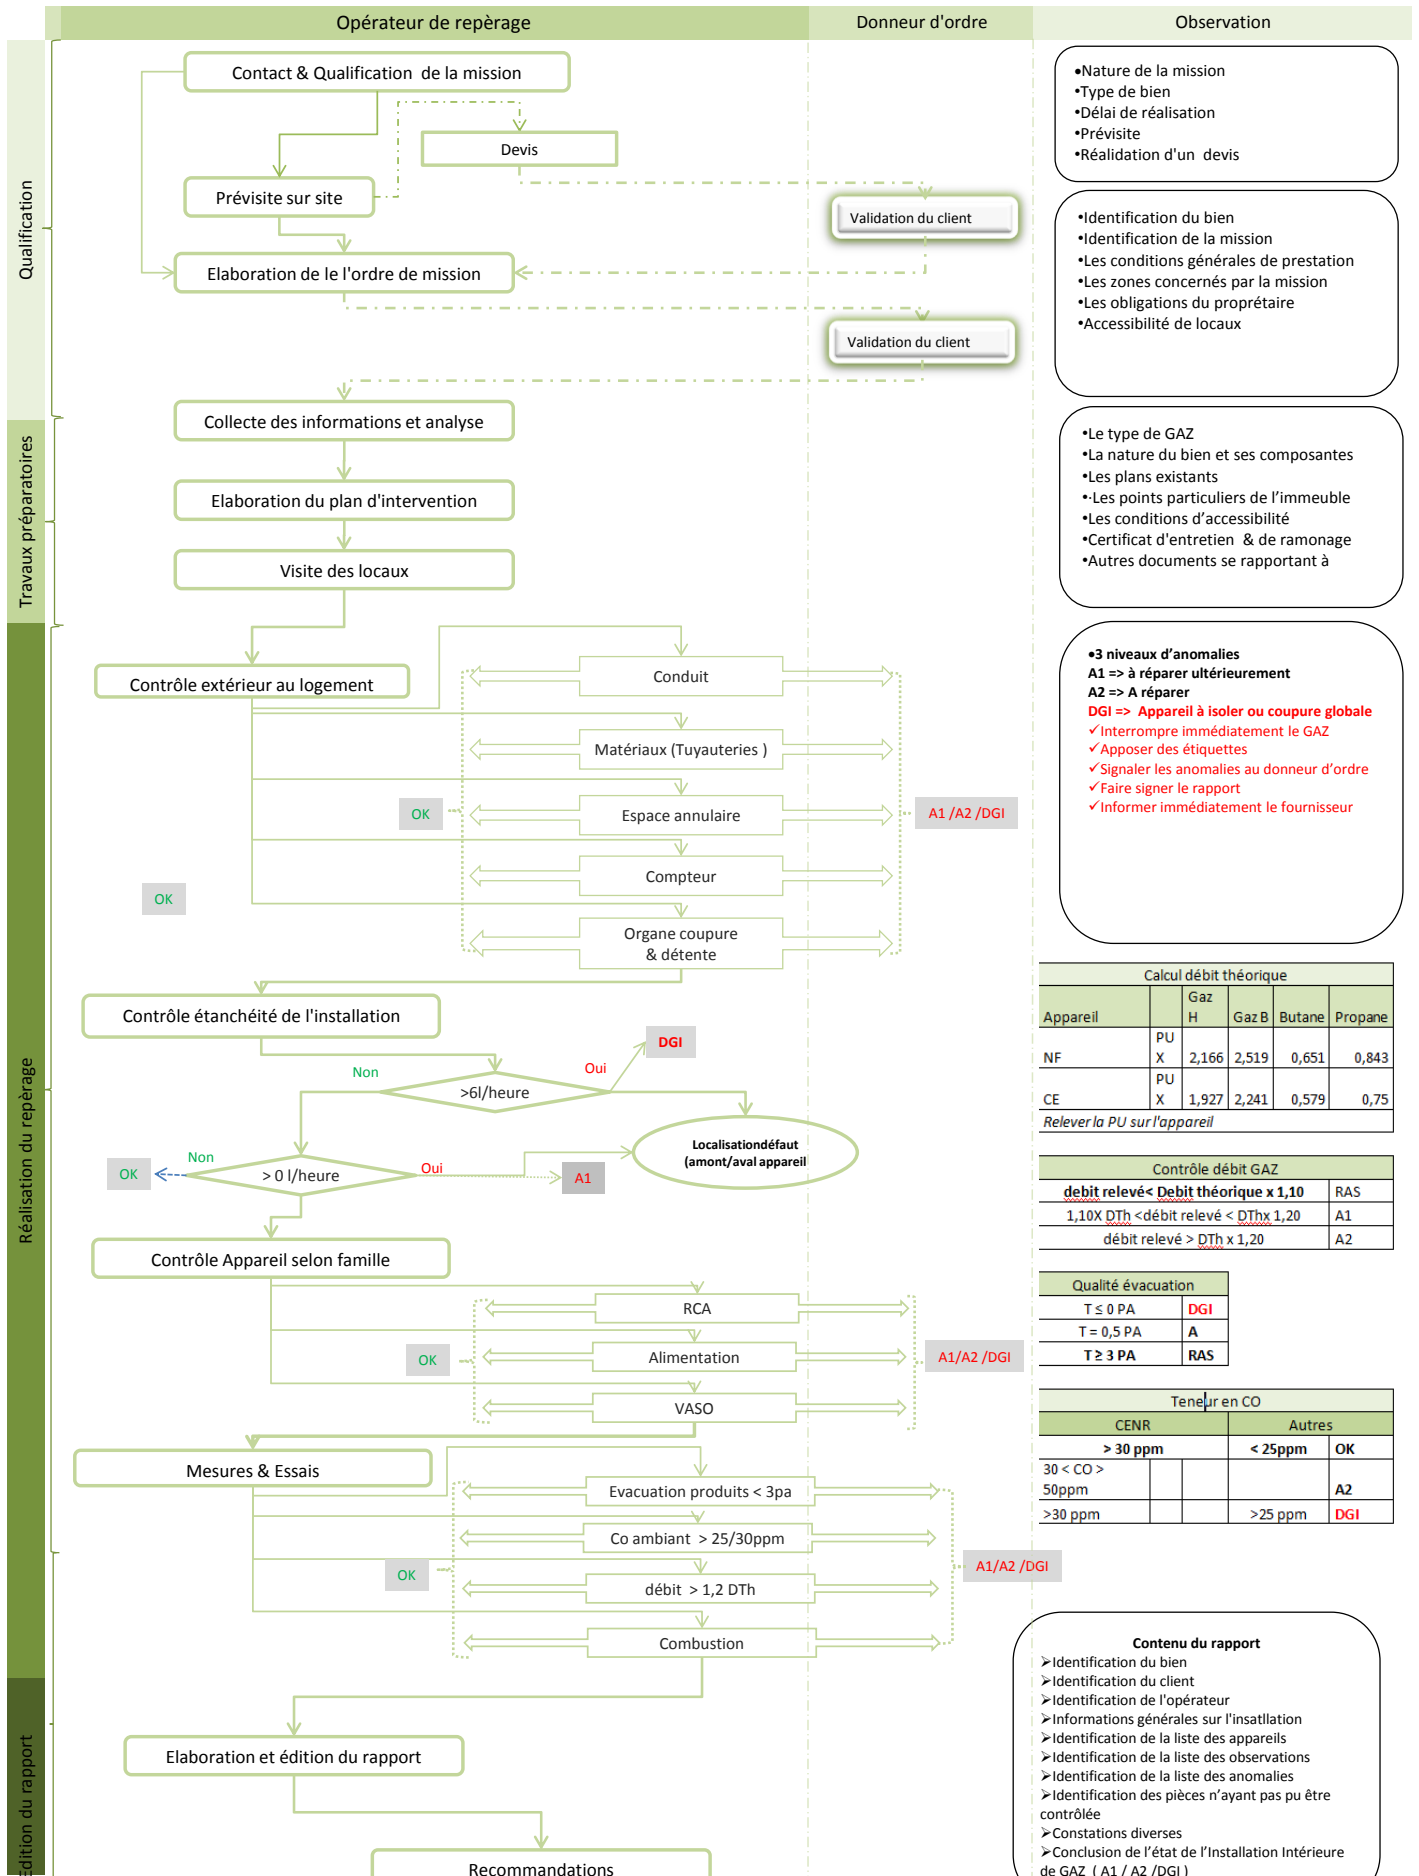 Opérateur de repèrage
Donneur d'ordre
Observation
Qualification
Contact & Qualification de la mission
Devis
Prévisite sur site
Validation du client
Elaboration de le l'ordre de mission
Validation du client
•Nature de la mission
•Type de bien
•Délai de réalisation
•Prévisite
•Réalidation d'un devis
•Identification du bien
•Identification de la mission
•Les conditions générales de prestation
•Les zones concernés par la mission
•Les obligations du proprétaire
•Accessibilité de locaux
Travaux préparatoires
Collecte des informations et analyse
Elaboration du plan d'intervention
Visite des locaux
•Le type de GAZ
•La nature du bien et ses composantes
•Les plans existants
•·Les points particuliers de l’immeuble
•Les conditions d’accessibilité
•Certificat d'entretien & de ramonage
•Autres documents se rapportant à
Réalisation du repèrage
Contrôle extérieur au logement
Conduit
Matériaux (Tuyauteries )
Espace annulaire
Compteur
Organe coupure
& détente
OK
A1 /A2 /DGI
OK
•3 niveaux d’anomalies
A1 => à réparer ultérieurement
A2 => A réparer
DGI => Appareil à isoler ou coupure globale
✓Interrompre immédiatement le GAZ
✓Apposer des étiquettes
✓Signaler les anomalies au donneur d’ordre
✓Faire signer le rapport
✓Informer immédiatement le fournisseur
Contrôle étanchéité de l'installation
DGI
Non
>6l/heure
Oui
Localisationdéfaut
(amont/aval appareil
OK
Non
> 0 l/heure
Oui
A1
Calcul débit théorique
Appareil Gaz H Gaz B Butane Propane
NF PU X 2,166 2,519 0,651 0,843
CE PU X 1,927 2,241 0,579 0,75
Relever la PU sur l'appareil
Contrôle débit GAZ
debit relevé< Debit théorique x 1,10 RAS
1,10X DTh <débit relevé < DThx 1,20 A1
débit relevé > DTh x 1,20 A2
Contrôle Appareil selon famille
RCA
Alimentation
VASO
OK
A1/A2 /DGI
Qualité évacuation
T ≤ 0 PA DGI
T = 0,5 PA A
T ≥ 3 PA RAS
Teneur en CO
CENR Autres
> 30 ppm < 25ppm OK
30 < CO >
50ppm A2
>30 ppm >25 ppm DGI
Mesures & Essais
Evacuation produits < 3pa
Co ambiant > 25/30ppm
débit > 1,2 DTh
Combustion
OK
A1/A2 /DGI
Edition du rapport
Elaboration et édition du rapport
Recommandations
Contenu du rapport
➢Identification du bien
➢Identification du client
➢Identification de l'opérateur
➢Informations générales sur l'insatllation
➢Identification de la liste des appareils
➢Identification de la liste des observations
➢Identification de la liste des anomalies
➢Identification des pièces n’ayant pas pu être
contrôlée
➢Constations diverses
➢Conclusion de l’état de l’Installation Intérieure
de GAZ ( A1 / A2 /DGI )